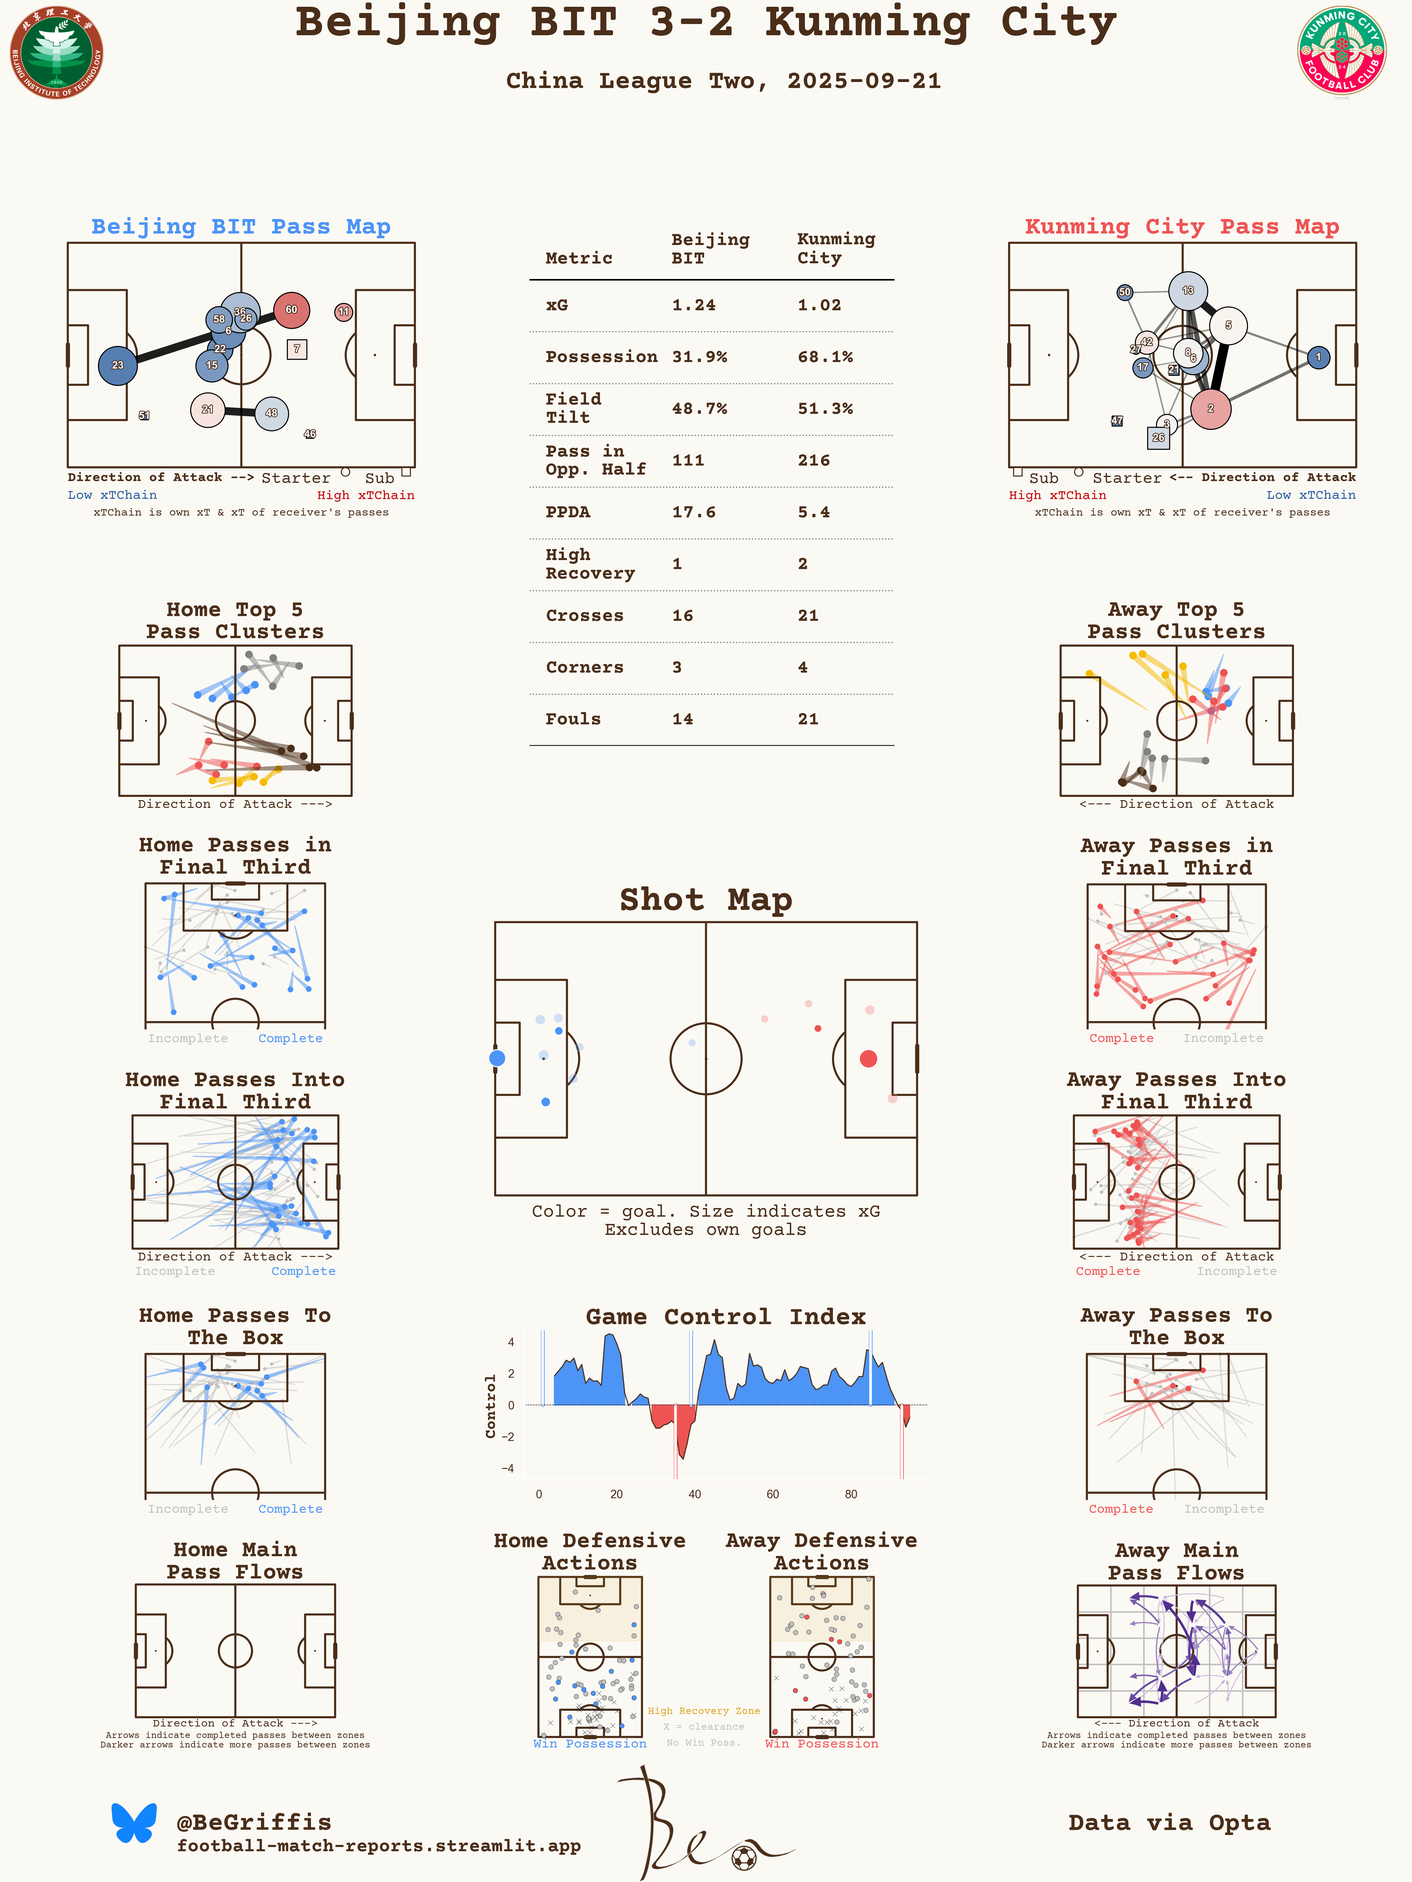 Beijing BIT 3-2 Kunming City
China League Two, 2025-09-21
北京理工大学
BEIJING INSTITUTE OF TECHNOLOGY
1940
KUNMING CITY
FOOTBALL CLUB
Beijing BIT Pass Map
23
58
36
26
6
22
15
60
11
7
21
48
51
46
Direction of Attack --> Starter Sub
Low xTChain High xTChain
xTChain is own xT & xT of receiver's passes
Metric Beijing BIT Kunming City
xG 1.24 1.02
Possession 31.9% 68.1%
Field Tilt 48.7% 51.3%
Pass in Opp. Half 111 216
PPDA 17.6 5.4
High Recovery 1 2
Crosses 16 21
Corners 3 4
Fouls 14 21
Kunming City Pass Map
50
13
5
42
27
8
6
17
21
1
2
47
3
26
Sub Starter <-- Direction of Attack
High xTChain Low xTChain
xTChain is own xT & xT of receiver's passes
Home Top 5
Pass Clusters
Direction of Attack --->
Away Top 5
Pass Clusters
<--- Direction of Attack
Home Passes in
Final Third
Incomplete Complete
Away Passes in
Final Third
Complete Incomplete
Shot Map
Color = goal. Size indicates xG
Excludes own goals
Home Passes Into
Final Third
Direction of Attack --->
Incomplete Complete
Away Passes Into
Final Third
<--- Direction of Attack
Complete Incomplete
Home Passes To
The Box
Incomplete Complete
Game Control Index
Control
4
2
0
−2
−4
0 20 40 60 80
Away Passes To
The Box
Complete Incomplete
Home Main
Pass Flows
Direction of Attack --->
Arrows indicate completed passes between zones
Darker arrows indicate more passes between zones
Home Defensive
Actions
Win Possession
High Recovery Zone
X = clearance
No Win Poss.
Away Defensive
Actions
Win Possession
Away Main
Pass Flows
<--- Direction of Attack
Arrows indicate completed passes between zones
Darker arrows indicate more passes between zones
@BeGriffis
football-match-reports.streamlit.app
Ben
Data via Opta